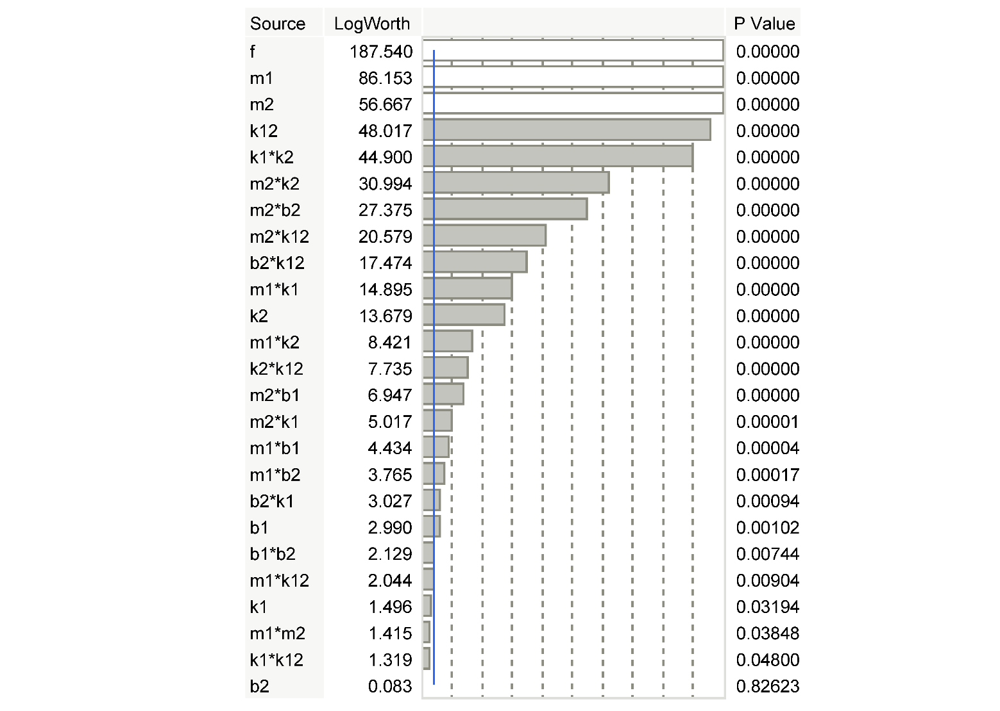 Source LogWorth P Value
f 187.540 0.00000
m1 86.153 0.00000
m2 56.667 0.00000
k12 48.017 0.00000
k1*k2 44.900 0.00000
m2*k2 30.994 0.00000
m2*b2 27.375 0.00000
m2*k12 20.579 0.00000
b2*k12 17.474 0.00000
m1*k1 14.895 0.00000
k2 13.679 0.00000
m1*k2 8.421 0.00000
k2*k12 7.735 0.00000
m2*b1 6.947 0.00000
m2*k1 5.017 0.00001
m1*b1 4.434 0.00004
m1*b2 3.765 0.00017
b2*k1 3.027 0.00094
b1 2.990 0.00102
b1*b2 2.129 0.00744
m1*k12 2.044 0.00904
k1 1.496 0.03194
m1*m2 1.415 0.03848
k1*k12 1.319 0.04800
b2 0.083 0.82623